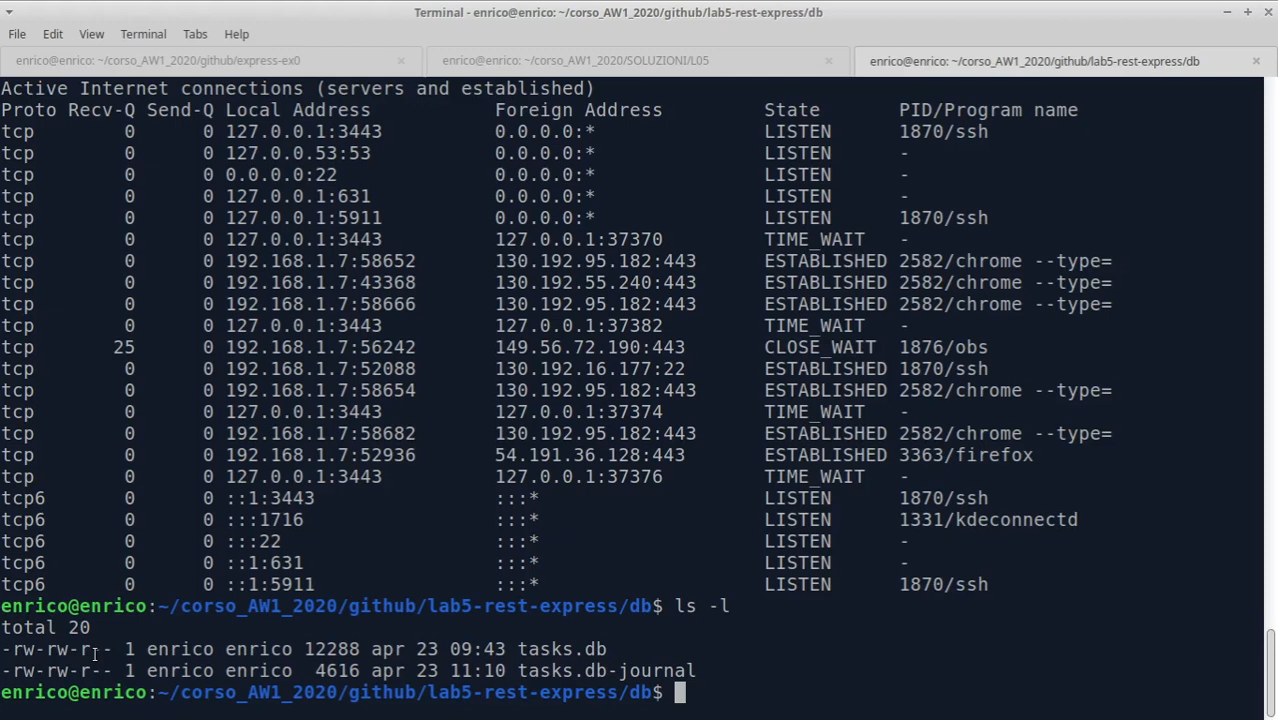 Terminal - enrico@enrico: ~/corso_AW1_2020/github/lab5-rest-express/db
File Edit View Terminal Tabs Help
enrico@enrico: ~/corso_AW1_2020/github/express-ex0
enrico@enrico: ~/corso_AW1_2020/SOLUZIONI/L05
enrico@enrico: ~/corso_AW1_2020/github/lab5-rest-express/db
Active Internet connections (servers and established)
Proto Recv-Q Send-Q Local Address           Foreign Address         State       PID/Program name
tcp        0      0 127.0.0.1:3443          0.0.0.0:*               LISTEN      1870/ssh
tcp        0      0 127.0.0.53:53           0.0.0.0:*               LISTEN      -
tcp        0      0 0.0.0.0:22              0.0.0.0:*               LISTEN      -
tcp        0      0 127.0.0.1:631           0.0.0.0:*               LISTEN      -
tcp        0      0 127.0.0.1:5911          0.0.0.0:*               LISTEN      1870/ssh
tcp        0      0 127.0.0.1:3443          127.0.0.1:37370         TIME_WAIT   -
tcp        0      0 192.168.1.7:58652       130.192.95.182:443      ESTABLISHED 2582/chrome --type=
tcp        0      0 192.168.1.7:43368       130.192.55.240:443      ESTABLISHED 2582/chrome --type=
tcp        0      0 192.168.1.7:58666       130.192.95.182:443      ESTABLISHED 2582/chrome --type=
tcp        0      0 127.0.0.1:3443          127.0.0.1:37382         TIME_WAIT   -
tcp       25      0 192.168.1.7:56242       149.56.72.190:443       CLOSE_WAIT  1876/obs
tcp        0      0 192.168.1.7:52088       130.192.16.177:22       ESTABLISHED 1870/ssh
tcp        0      0 192.168.1.7:58654       130.192.95.182:443      ESTABLISHED 2582/chrome --type=
tcp        0      0 127.0.0.1:3443          127.0.0.1:37374         TIME_WAIT   -
tcp        0      0 192.168.1.7:58682       130.192.95.182:443      ESTABLISHED 2582/chrome --type=
tcp        0      0 192.168.1.7:52936       54.191.36.128:443       ESTABLISHED 3363/firefox
tcp        0      0 127.0.0.1:3443          127.0.0.1:37376         TIME_WAIT   -
tcp6       0      0 ::1:3443                :::*                    LISTEN      1870/ssh
tcp6       0      0 :::1716                 :::*                    LISTEN      1331/kdeconnectd
tcp6       0      0 :::22                   :::*                    LISTEN      -
tcp6       0      0 ::1:631                 :::*                    LISTEN      -
tcp6       0      0 ::1:5911                :::*                    LISTEN      1870/ssh
enrico@enrico:~/corso_AW1_2020/github/lab5-rest-express/db$ ls -l
total 20
-rw-rw-r-- 1 enrico enrico 12288 apr 23 09:43 tasks.db
-rw-rw-r-- 1 enrico enrico  4616 apr 23 11:10 tasks.db-journal
enrico@enrico:~/corso_AW1_2020/github/lab5-rest-express/db$